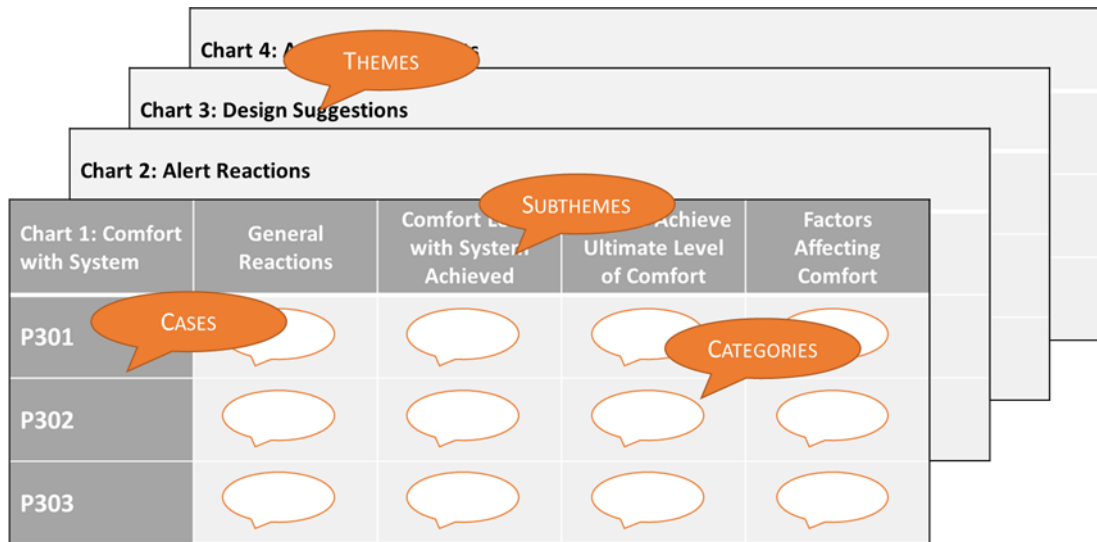 Chart 4: A
THEMES
Chart 3: Design Suggestions
Chart 2: Alert Reactions
SUBTHEMES
Chart 1: Comfort
with System
General
Reactions
Comfort
with System
Achieved
Achieve
Ultimate Level
of Comfort
Factors
Affecting
Comfort
CASES
P301
CATEGORIES
P302
P303